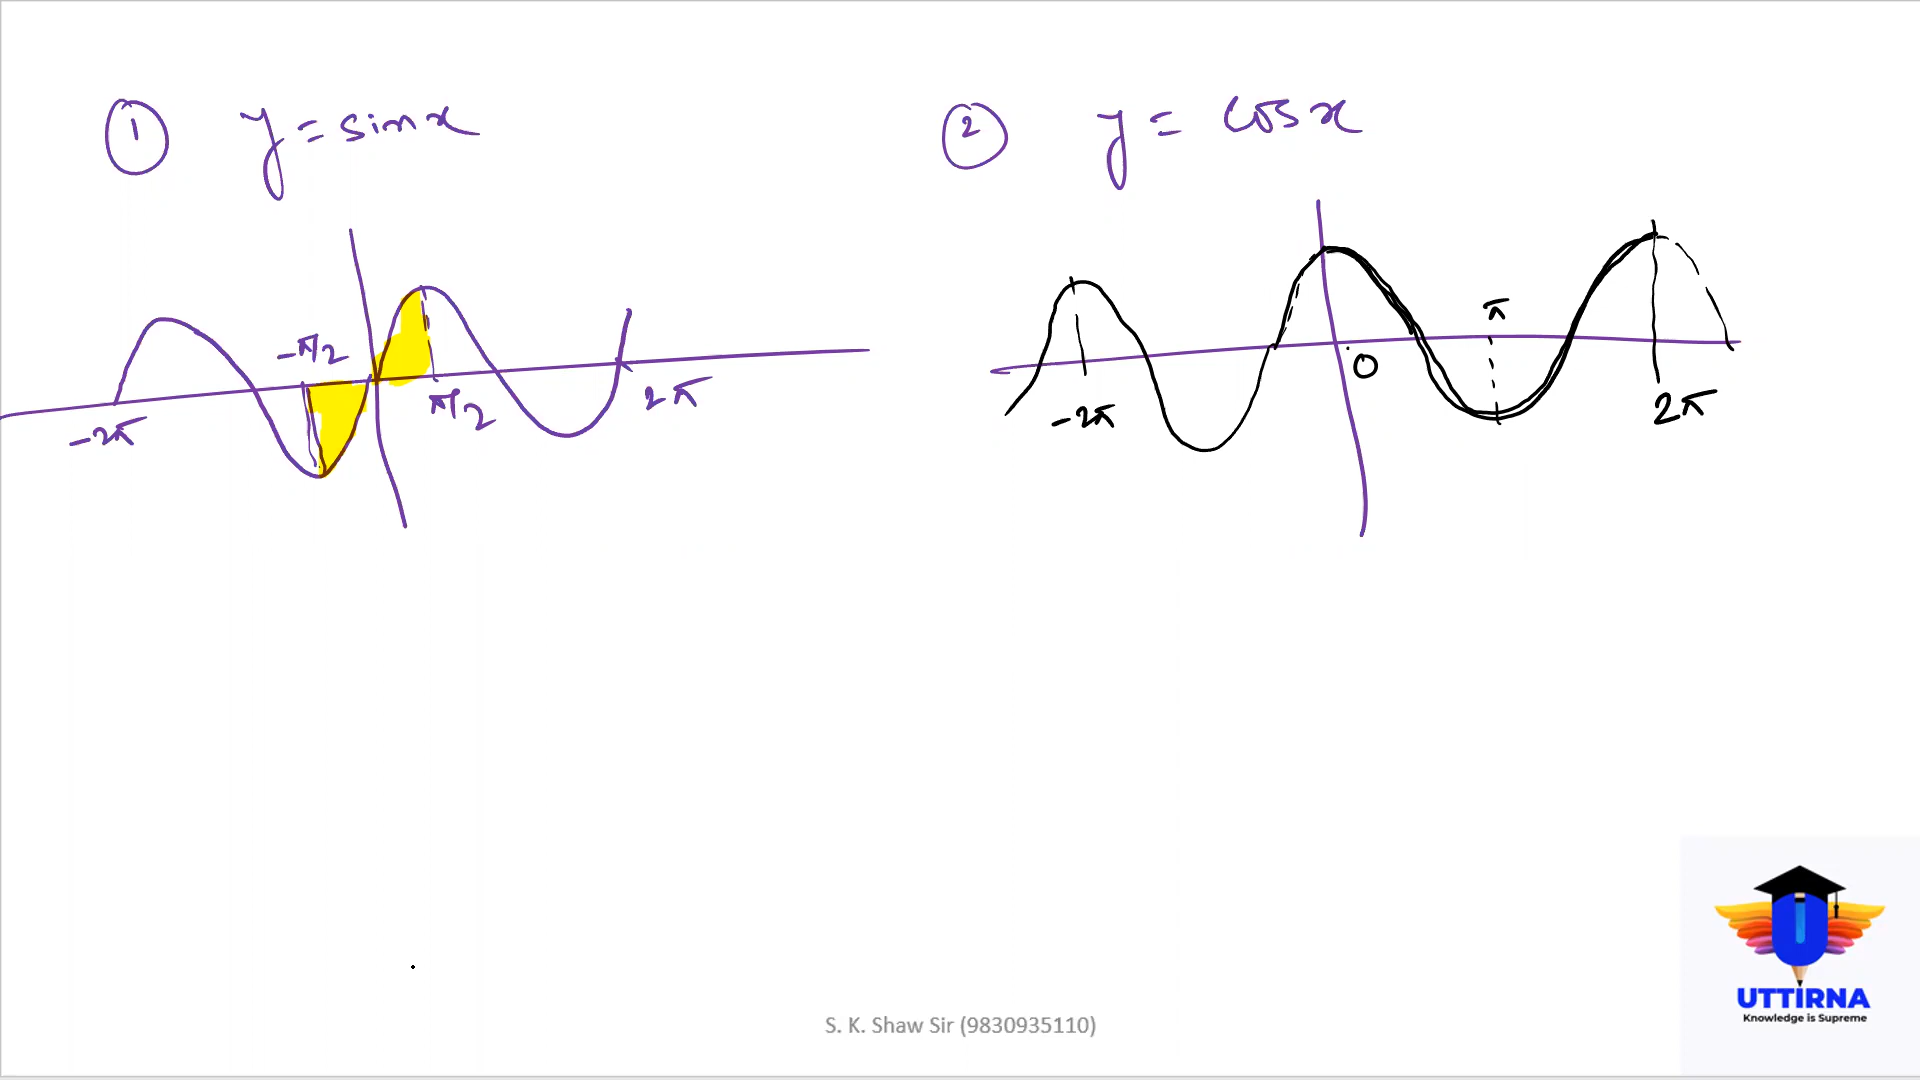 ① y = sin x
② y = cos x
-π/2
π/2
2π
-2π
π
0
-2π
2π
U
UTTIRNA
Knowledge is Supreme
S. K. Shaw Sir (9830935110)